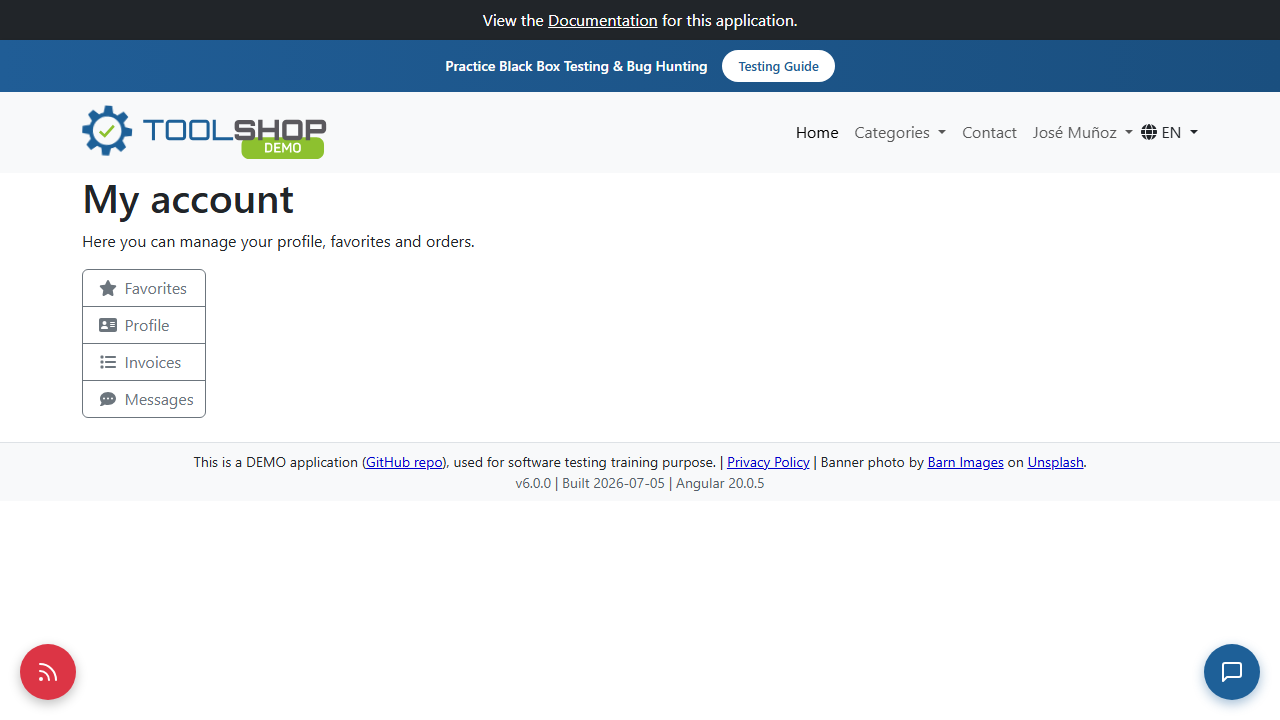 View the Documentation for this application.
Practice Black Box Testing & Bug Hunting Testing Guide
TOOLSHOP DEMO Home Categories Contact José Muñoz EN
My account
Here you can manage your profile, favorites and orders.
Favorites
Profile
Invoices
Messages
This is a DEMO application (GitHub repo), used for software testing training purpose. | Privacy Policy | Banner photo by Barn Images on Unsplash.
v6.0.0 | Built 2026-07-05 | Angular 20.0.5